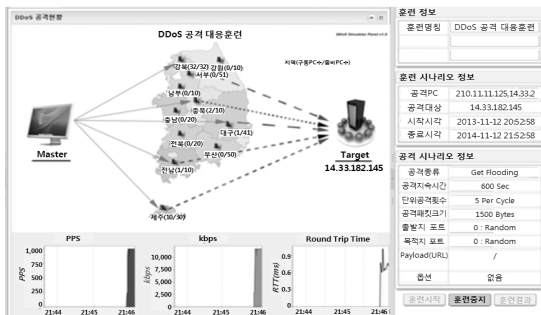 DDoS 공격현황
DDoS 공격 대응훈련
지역(구동PC수/좀비PC수)
강북(32/32) 강원(0/10)
서부(0/51)
남부(0/10)
충북(2/10)
충남(0/20)
대구(1/41)
전북(0/20)
부산(0/50)
전남(1/10)
제주(10/30)
Master
Target
14.33.182.145
PPS
PPS
1,000
750
500
250
0
21:44 21:45 21:46
kbps
kbps
10,000
7,500
5,000
2,500
0
21:44 21:45 21:46
Round Trip Time
RTT(ms)
0.9
0.6
0.3
0.0
21:44 21:45 21:46
훈련 정보
훈련명칭 DDoS 공격 대응훈련
훈련 시나리오 정보
공격PC 210.11.11.125,14.33.2
공격대상 14.33.182.145
시작시각 2013-11-12 20:52:58
종료시각 2014-11-12 21:52:58
공격 시나리오 정보
공격종류 Get Flooding
공격지속시간 600 Sec
단위공격횟수 5 Per Cycle
공격패킷크기 1500 Bytes
출발지 포트 0 : Random
목적지 포트 0 : Random
Payload(URL) /
옵션 없음
훈련시작 훈련중지 훈련결과